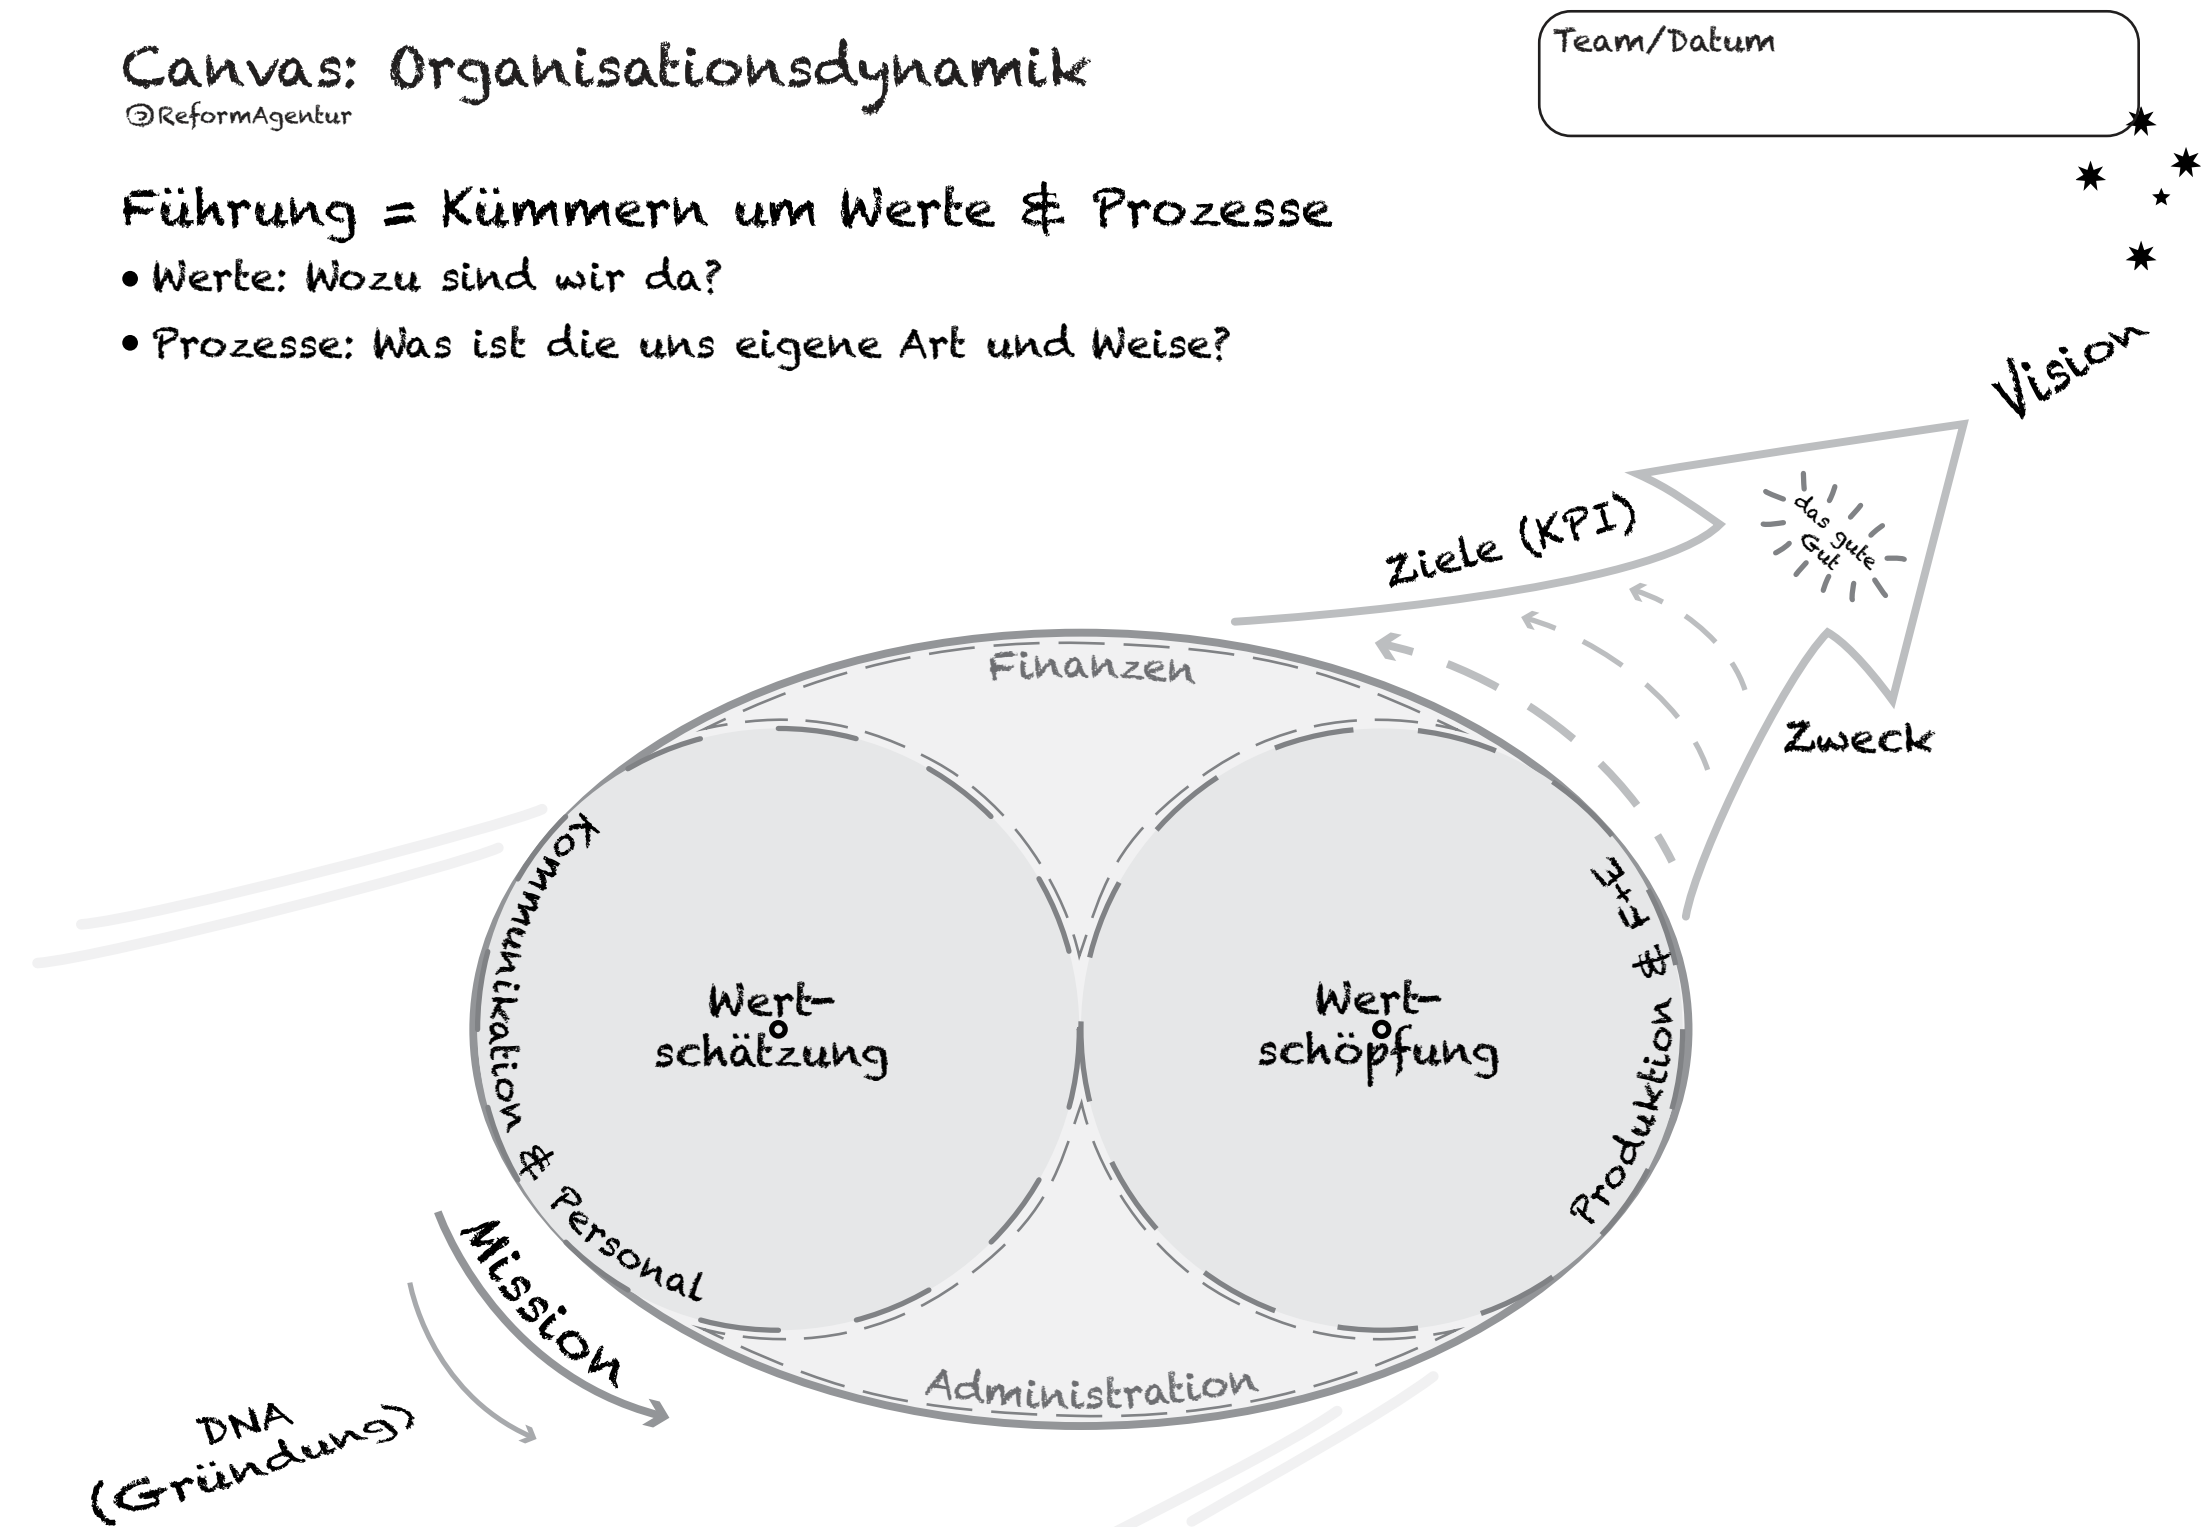 Canvas: Organisationsdynamik
ReformAgentur
Team/Datum
Führung = Kümmern um Werte & Prozesse
• Werte: Wozu sind wir da?
• Prozesse: Was ist die uns eigene Art und Weise?
Vision
das gute
Gut
Ziele (KPI)
Zweck
Finanzen
Kommunikation & Personal
Wert-
schätzung
Wert-
schöpfung
Produktion & F+E
Mission
Administration
DNA
(Gründung)